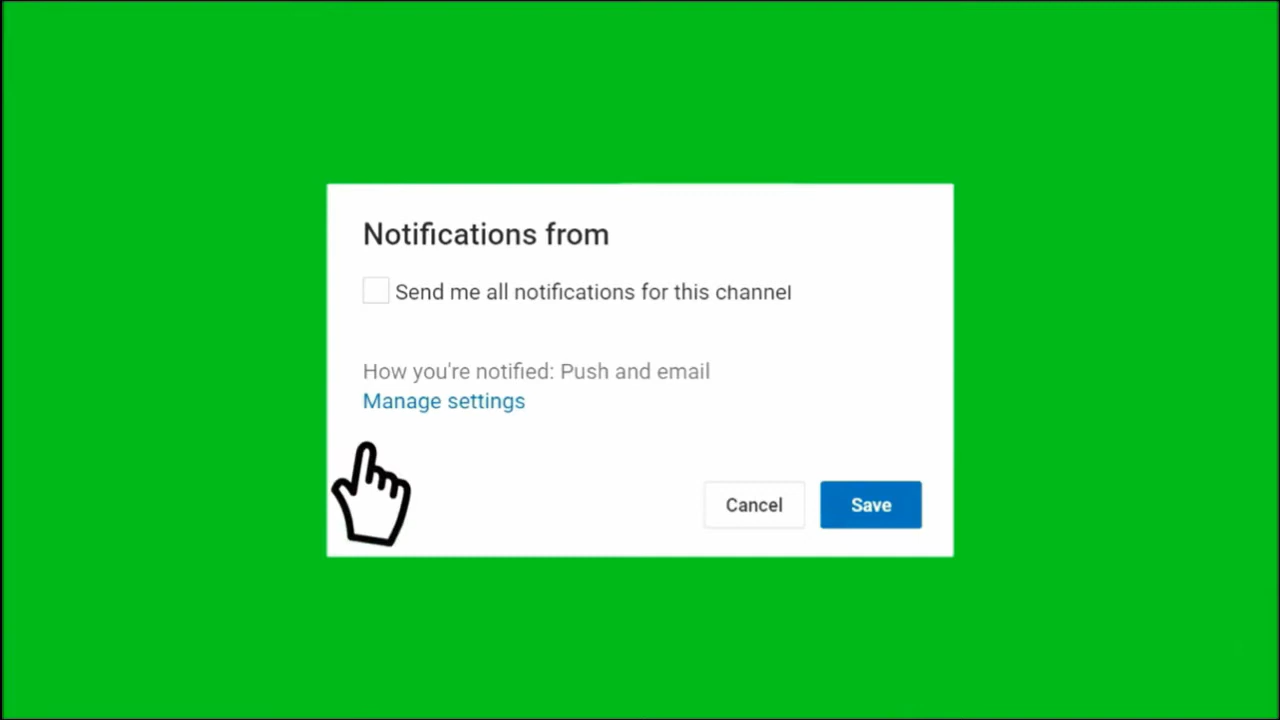 Notifications from
Send me all notifications for this channel
How you're notified: Push and email
Manage settings
Cancel Save